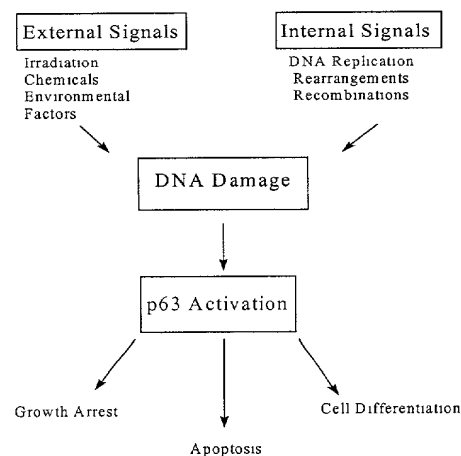 External Signals
Irradiation
Chemicals
Environmental
Factors
Internal Signals
DNA Replication
Rearrangements
Recombinations
DNA Damage
p63 Activation
Growth Arrest
Apoptosis
Cell Differentiation